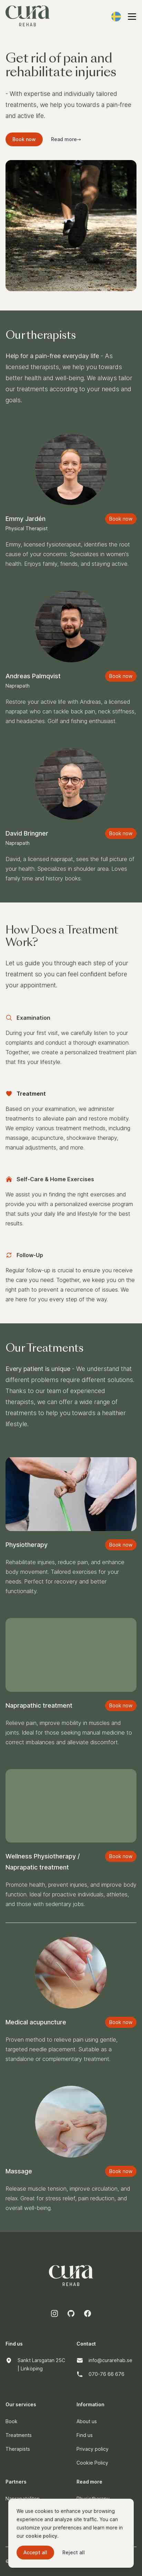 cura
REHAB
Get rid of pain and
rehabilitate injuries
- With expertise and individually tailored
treatments, we help you towards a pain-free
and active life.
Book now
Read more→
Our therapists
Help for a pain-free everyday life - As
licensed therapists, we help you towards
better health and well-being. We always tailor
our treatments according to your needs and
goals.
Emmy Jardén
Book now
Physical Therapist
Emmy, licensed fysioterapeut, identifies the root
cause of your concerns. Specializes in women's
health. Enjoys family, friends, and staying active.
Andreas Palmqvist
Book now
Naprapath
Restore your active life with Andreas, a licensed
naprapat who can tackle back pain, neck stiffness,
and headaches. Golf and fishing enthusiast.
David Bringner
Book now
Naprapath
David, a licensed naprapat, sees the full picture of
your health. Specialises in shoulder area. Loves
family time and history books.
How Does a Treatment
Work?
Let us guide you through each step of your
treatment so you can feel confident before
your appointment.
Examination
During your first visit, we carefully listen to your
complaints and conduct a thorough examination.
Together, we create a personalized treatment plan
that fits your lifestyle.
Treatment
Based on your examination, we administer
treatments to alleviate pain and restore mobility.
We employ various treatment methods, including
massage, acupuncture, shockwave therapy,
manual adjustments, and more.
Self-Care & Home Exercises
We assist you in finding the right exercises and
provide you with a personalized exercise program
that suits your daily life and lifestyle for the best
results.
Follow-Up
Regular follow-up is crucial to ensure you receive
the care you need. Together, we keep you on the
right path to prevent a recurrence of issues. We
are here for you every step of the way.
Our Treatments
Every patient is unique - We understand that
different problems require different solutions.
Thanks to our team of experienced
therapists, we can offer a wide range of
treatments to help you towards a healthier
lifestyle.
Physiotherapy
Book now
Rehabilitate injuries, reduce pain, and enhance
body movement. Tailored exercises for your
needs. Perfect for recovery and better
functionality.
Naprapathic treatment
Book now
Relieve pain, improve mobility in muscles and
joints. Ideal for those seeking manual medicine to
correct imbalances and alleviate discomfort.
Wellness Physiotherapy /
Naprapatic treatment
Book now
Promote health, prevent injuries, and improve body
function. Ideal for proactive individuals, athletes,
and those with sedentary jobs.
Medical acupuncture
Book now
Proven method to relieve pain using gentle,
targeted needle placement. Suitable as a
standalone or complementary treatment.
Massage
Book now
Release muscle tension, improve circulation, and
relax. Great for stress relief, pain reduction, and
overall well-being.
cura
REHAB
Find us
Contact
Sankt Larsgatan 25C
| Linköping
info@curarehab.se
070-76 66 676
Our services
Information
Book
About us
Treatments
Find us
Therapists
Privacy policy
Cookie Policy
Partners
Read more
We use cookies to enhance your browsing
experience and analyze site traffic. You can
customize your preferences and learn more in
our cookie policy.
Accept all
Reject all